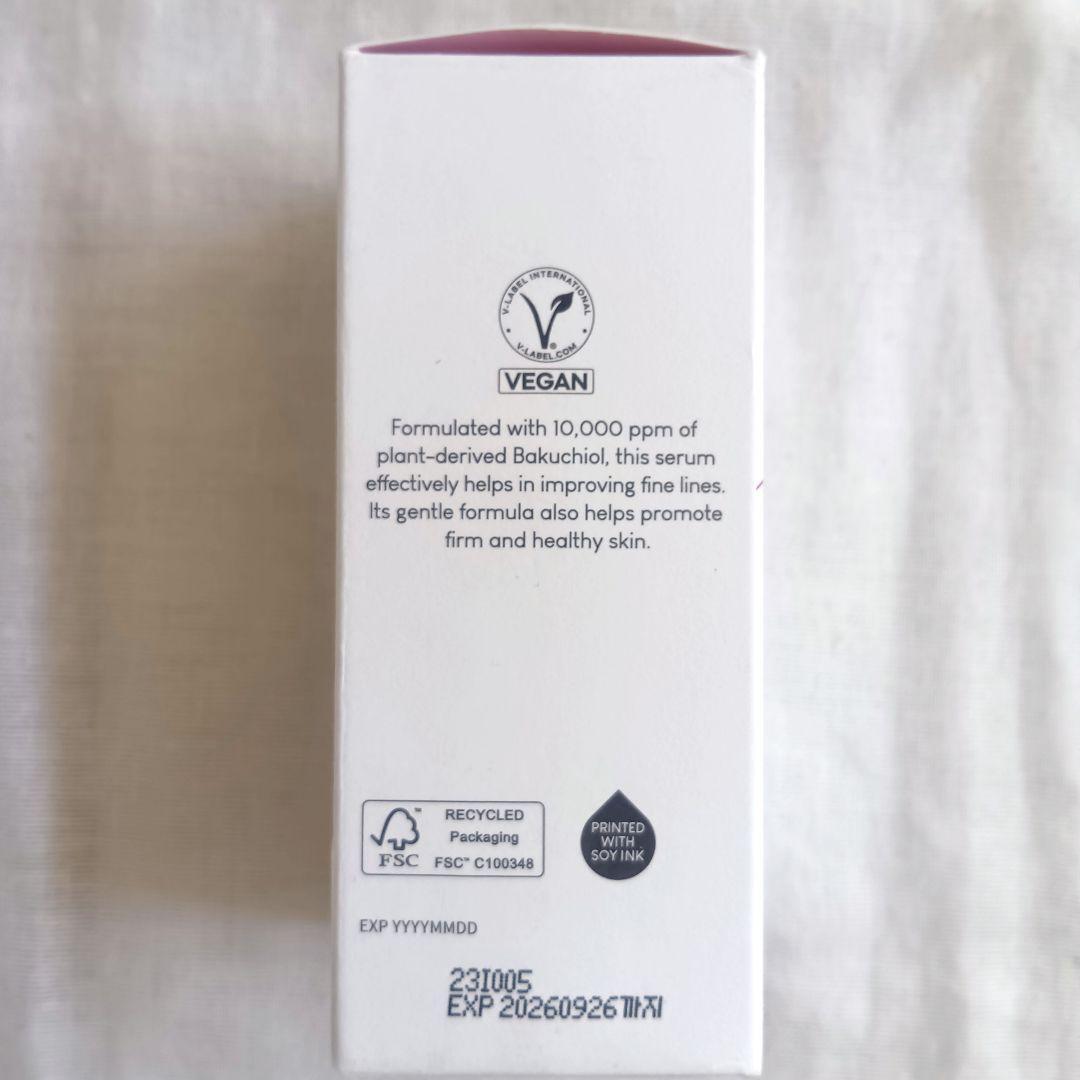 V-LABEL INTERNATIONAL
V-LABEL.COM
VEGAN
Formulated with 10,000 ppm of
plant-derived Bakuchiol, this serum
effectively helps in improving fine lines.
Its gentle formula also helps promote
firm and healthy skin.
FSC
RECYCLED
Packaging
FSC™ C100348
PRINTED
WITH
SOY INK
EXP YYYYMMDD
23I005
EXP 20260926까지